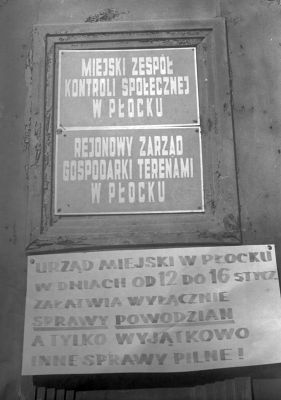 MIEJSKI ZESPÓŁ
KONTROLI SPOŁECZNEJ
W PŁOCKU
REJONOWY ZARZĄD
GOSPODARKI TERENAMI
W PŁOCKU
URZĄD MIEJSKI W PŁOCKU
W DNIACH OD 12 DO 16 STYCZ.
ZAŁATWIA WYŁĄCZNIE
SPRAWY POWODZIAN
A TYLKO WYJĄTKOWO
INNE SPRAWY PILNE!